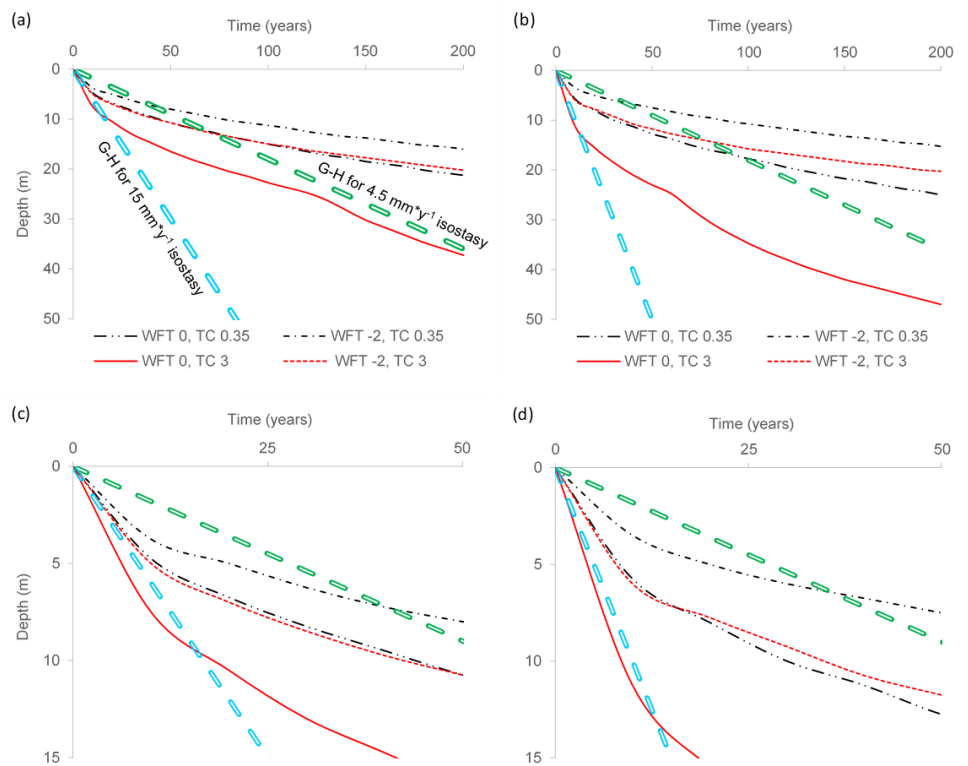 (a)
Time (years)
0 50 100 150 200
0
10
20
30
40
50
Depth (m)
G-H for 15 mm*y⁻¹ isostasy
G-H for 4.5 mm*y⁻¹ isostasy
WFT 0, TC 0.35 WFT -2, TC 0.35
WFT 0, TC 3 WFT -2, TC 3
(b)
Time (years)
0 50 100 150 200
0
10
20
30
40
50
WFT 0, TC 0.35 WFT -2, TC 0.35
WFT 0, TC 3 WFT -2, TC 3
(c)
Time (years)
0 25 50
0
5
10
15
Depth (m)
(d)
Time (years)
0 25 50
0
5
10
15